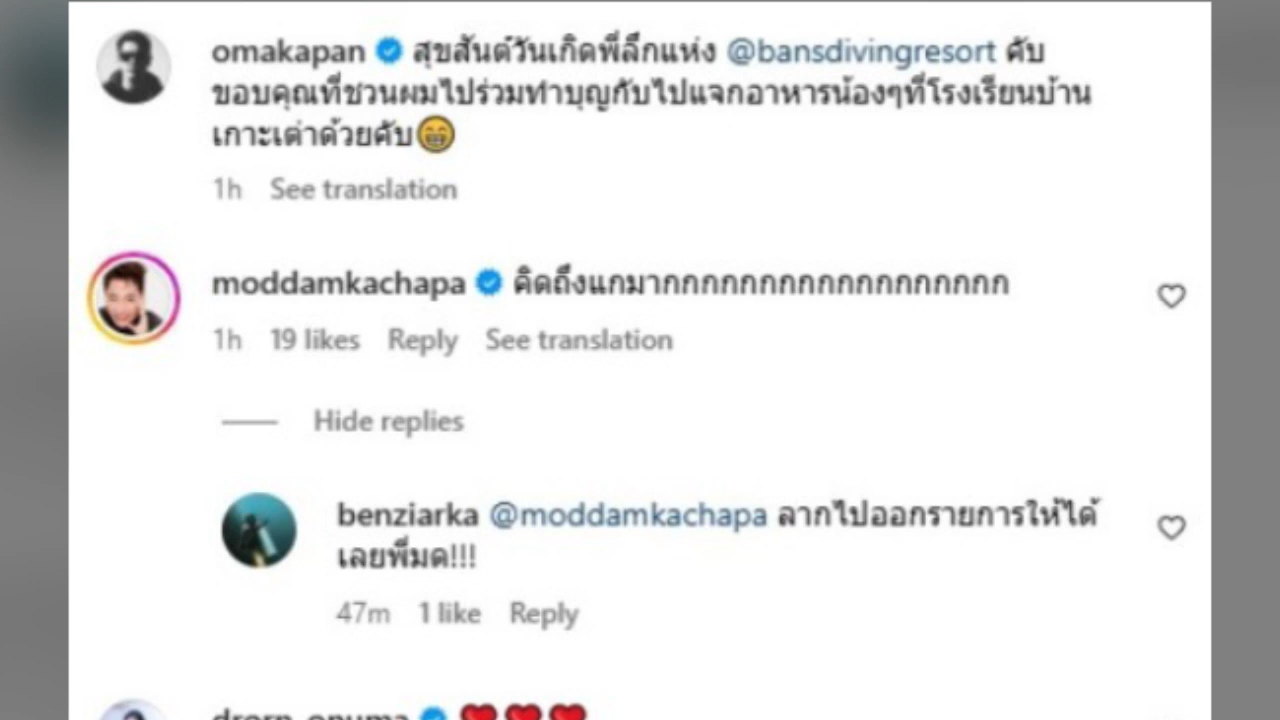 omakapan สุขสันต์วันเกิดพี่ลึกแห่ง @bansdivingresort คับ
ขอบคุณที่ชวนผมไปร่วมทำบุญกับไปแจกอาหารน้องๆที่โรงเรียนบ้าน
เกาะเต่าด้วยคับ😁
1h See translation
moddamkachapa คิดถึงแกมากกกกกกกกกกกกกกกกกก
1h 19 likes Reply See translation
Hide replies
benziarka @moddamkachapa ลากไปออกรายการให้ได้
เลยพี่มด!!!
47m 1 like Reply
❤️❤️❤️